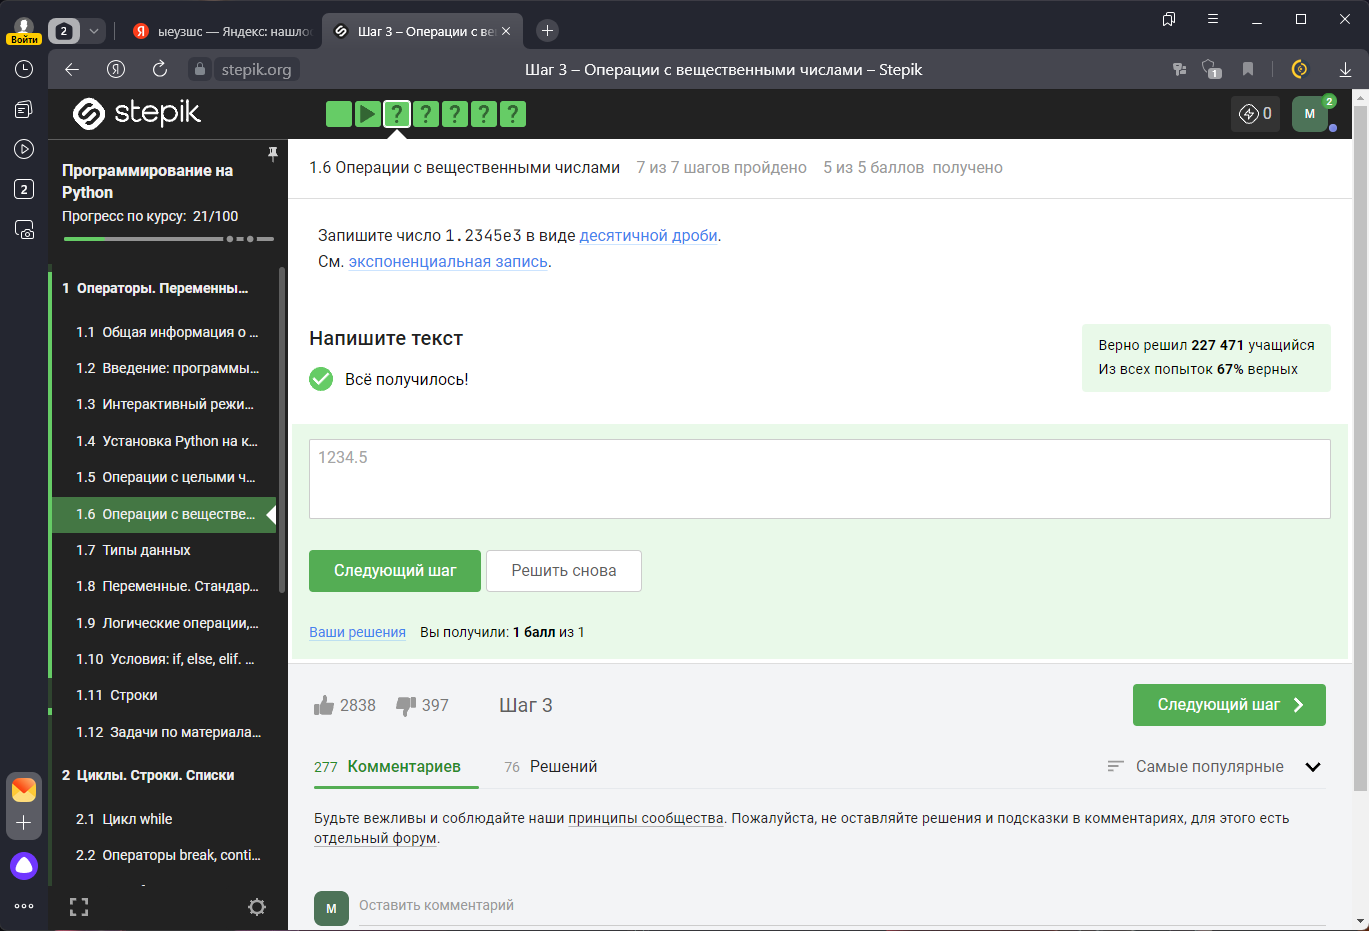 Войти
2
ыеузшс — Яндекс: нашлос
Шаг 3 – Операции с ве
stepik.org
Шаг 3 – Операции с вещественными числами – Stepik
1
stepik
? ? ? ? ?
0
М
2
2
Программирование на
Python
Прогресс по курсу: 21/100
1 Операторы. Переменны...
1.1 Общая информация о ...
1.2 Введение: программы...
1.3 Интерактивный режи...
1.4 Установка Python на к...
1.5 Операции с целыми ч...
1.6 Операции с веществе...
1.7 Типы данных
1.8 Переменные. Стандар...
1.9 Логические операции,...
1.10 Условия: if, else, elif. ...
1.11 Строки
1.12 Задачи по материала...
2 Циклы. Строки. Списки
2.1 Цикл while
2.2 Операторы break, conti...
1.6 Операции с вещественными числами 7 из 7 шагов пройдено 5 из 5 баллов получено
Запишите число 1.2345e3 в виде десятичной дроби.
См. экспоненциальная запись.
Напишите текст
Всё получилось!
Верно решил 227 471 учащийся
Из всех попыток 67% верных
1234.5
Следующий шаг
Решить снова
Ваши решения Вы получили: 1 балл из 1
2838 397 Шаг 3
Следующий шаг
277 Комментариев 76 Решений
Самые популярные
Будьте вежливы и соблюдайте наши принципы сообщества. Пожалуйста, не оставляйте решения и подсказки в комментариях, для этого есть
отдельный форум.
М
Оставить комментарий